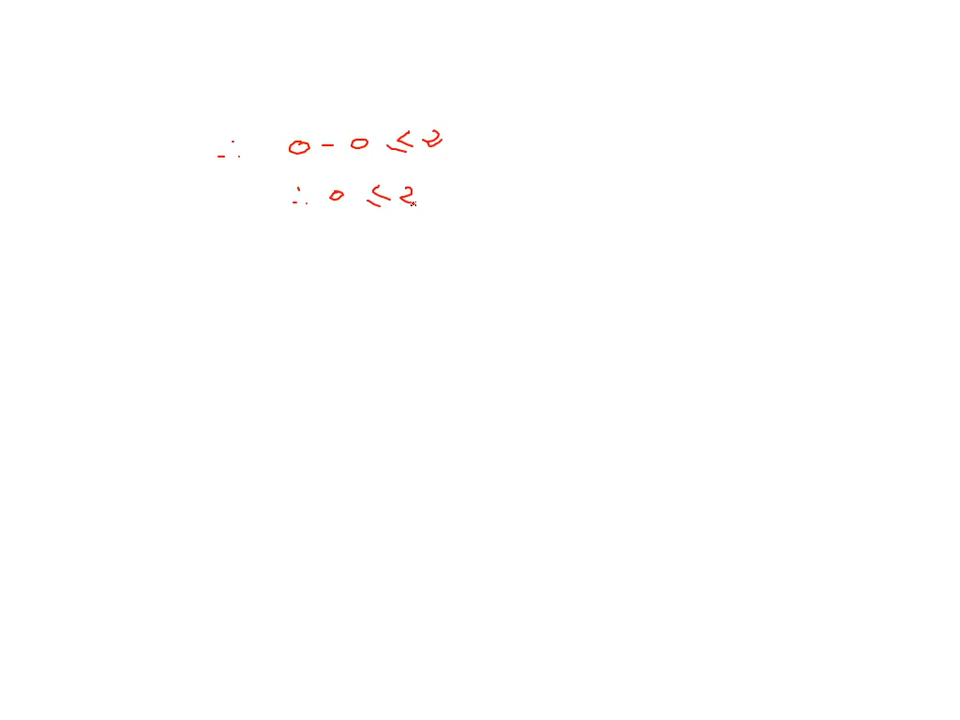 ∴ 0 - 0 ≤ 2
∴ 0 ≤ 2